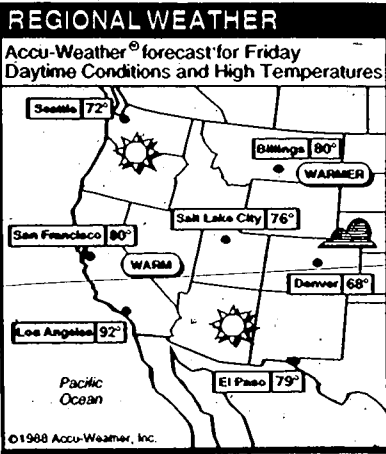 REGIONAL WEATHER
Accu-Weather® forecast for Friday
Daytime Conditions and High Temperatures
Seattle 72°
Billings 80°
WARMER
Salt Lake City 76°
San Francisco 80°
WARM
Denver 68°
Los Angeles 92°
El Paso 79°
Pacific
Ocean
©1988 Accu-Weather, Inc.